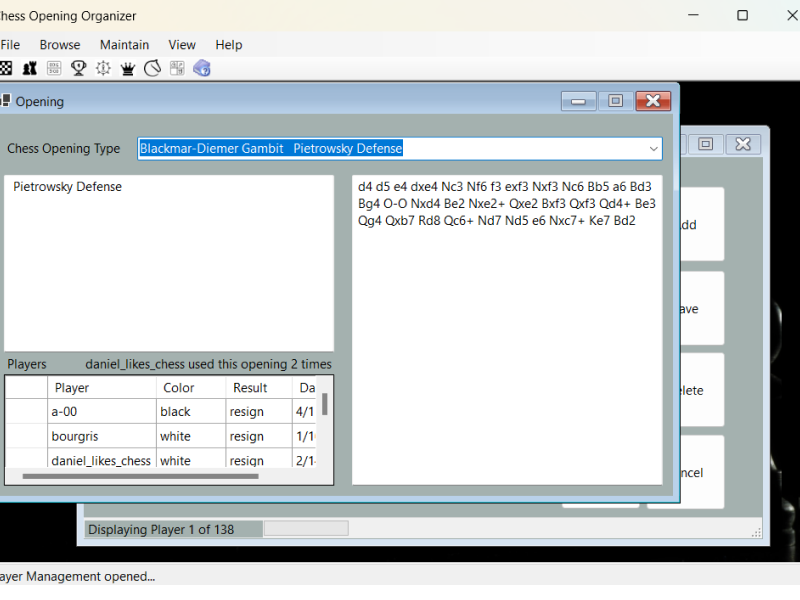 hess Opening Organizer
File Browse Maintain View Help
Opening
Chess Opening Type Blackmar-Diemer Gambit Pietrowsky Defense
Pietrowsky Defense
d4 d5 e4 dxe4 Nc3 Nf6 f3 exf3 Nxf3 Nc6 Bb5 a6 Bd3
Bg4 O-O Nxd4 Be2 Nxe2+ Qxe2 Bxf3 Qxf3 Qd4+ Be3
Qg4 Qxb7 Rd8 Qc6+ Nd7 Nd5 e6 Nxc7+ Ke7 Bd2
dd
ave
lete
ncel
Players daniel_likes_chess used this opening 2 times
Player Color Result Da
a-00 black resign 4/1
bourgris white resign 1/1
daniel_likes_chess white resign 2/1
Displaying Player 1 of 138
ayer Management opened...